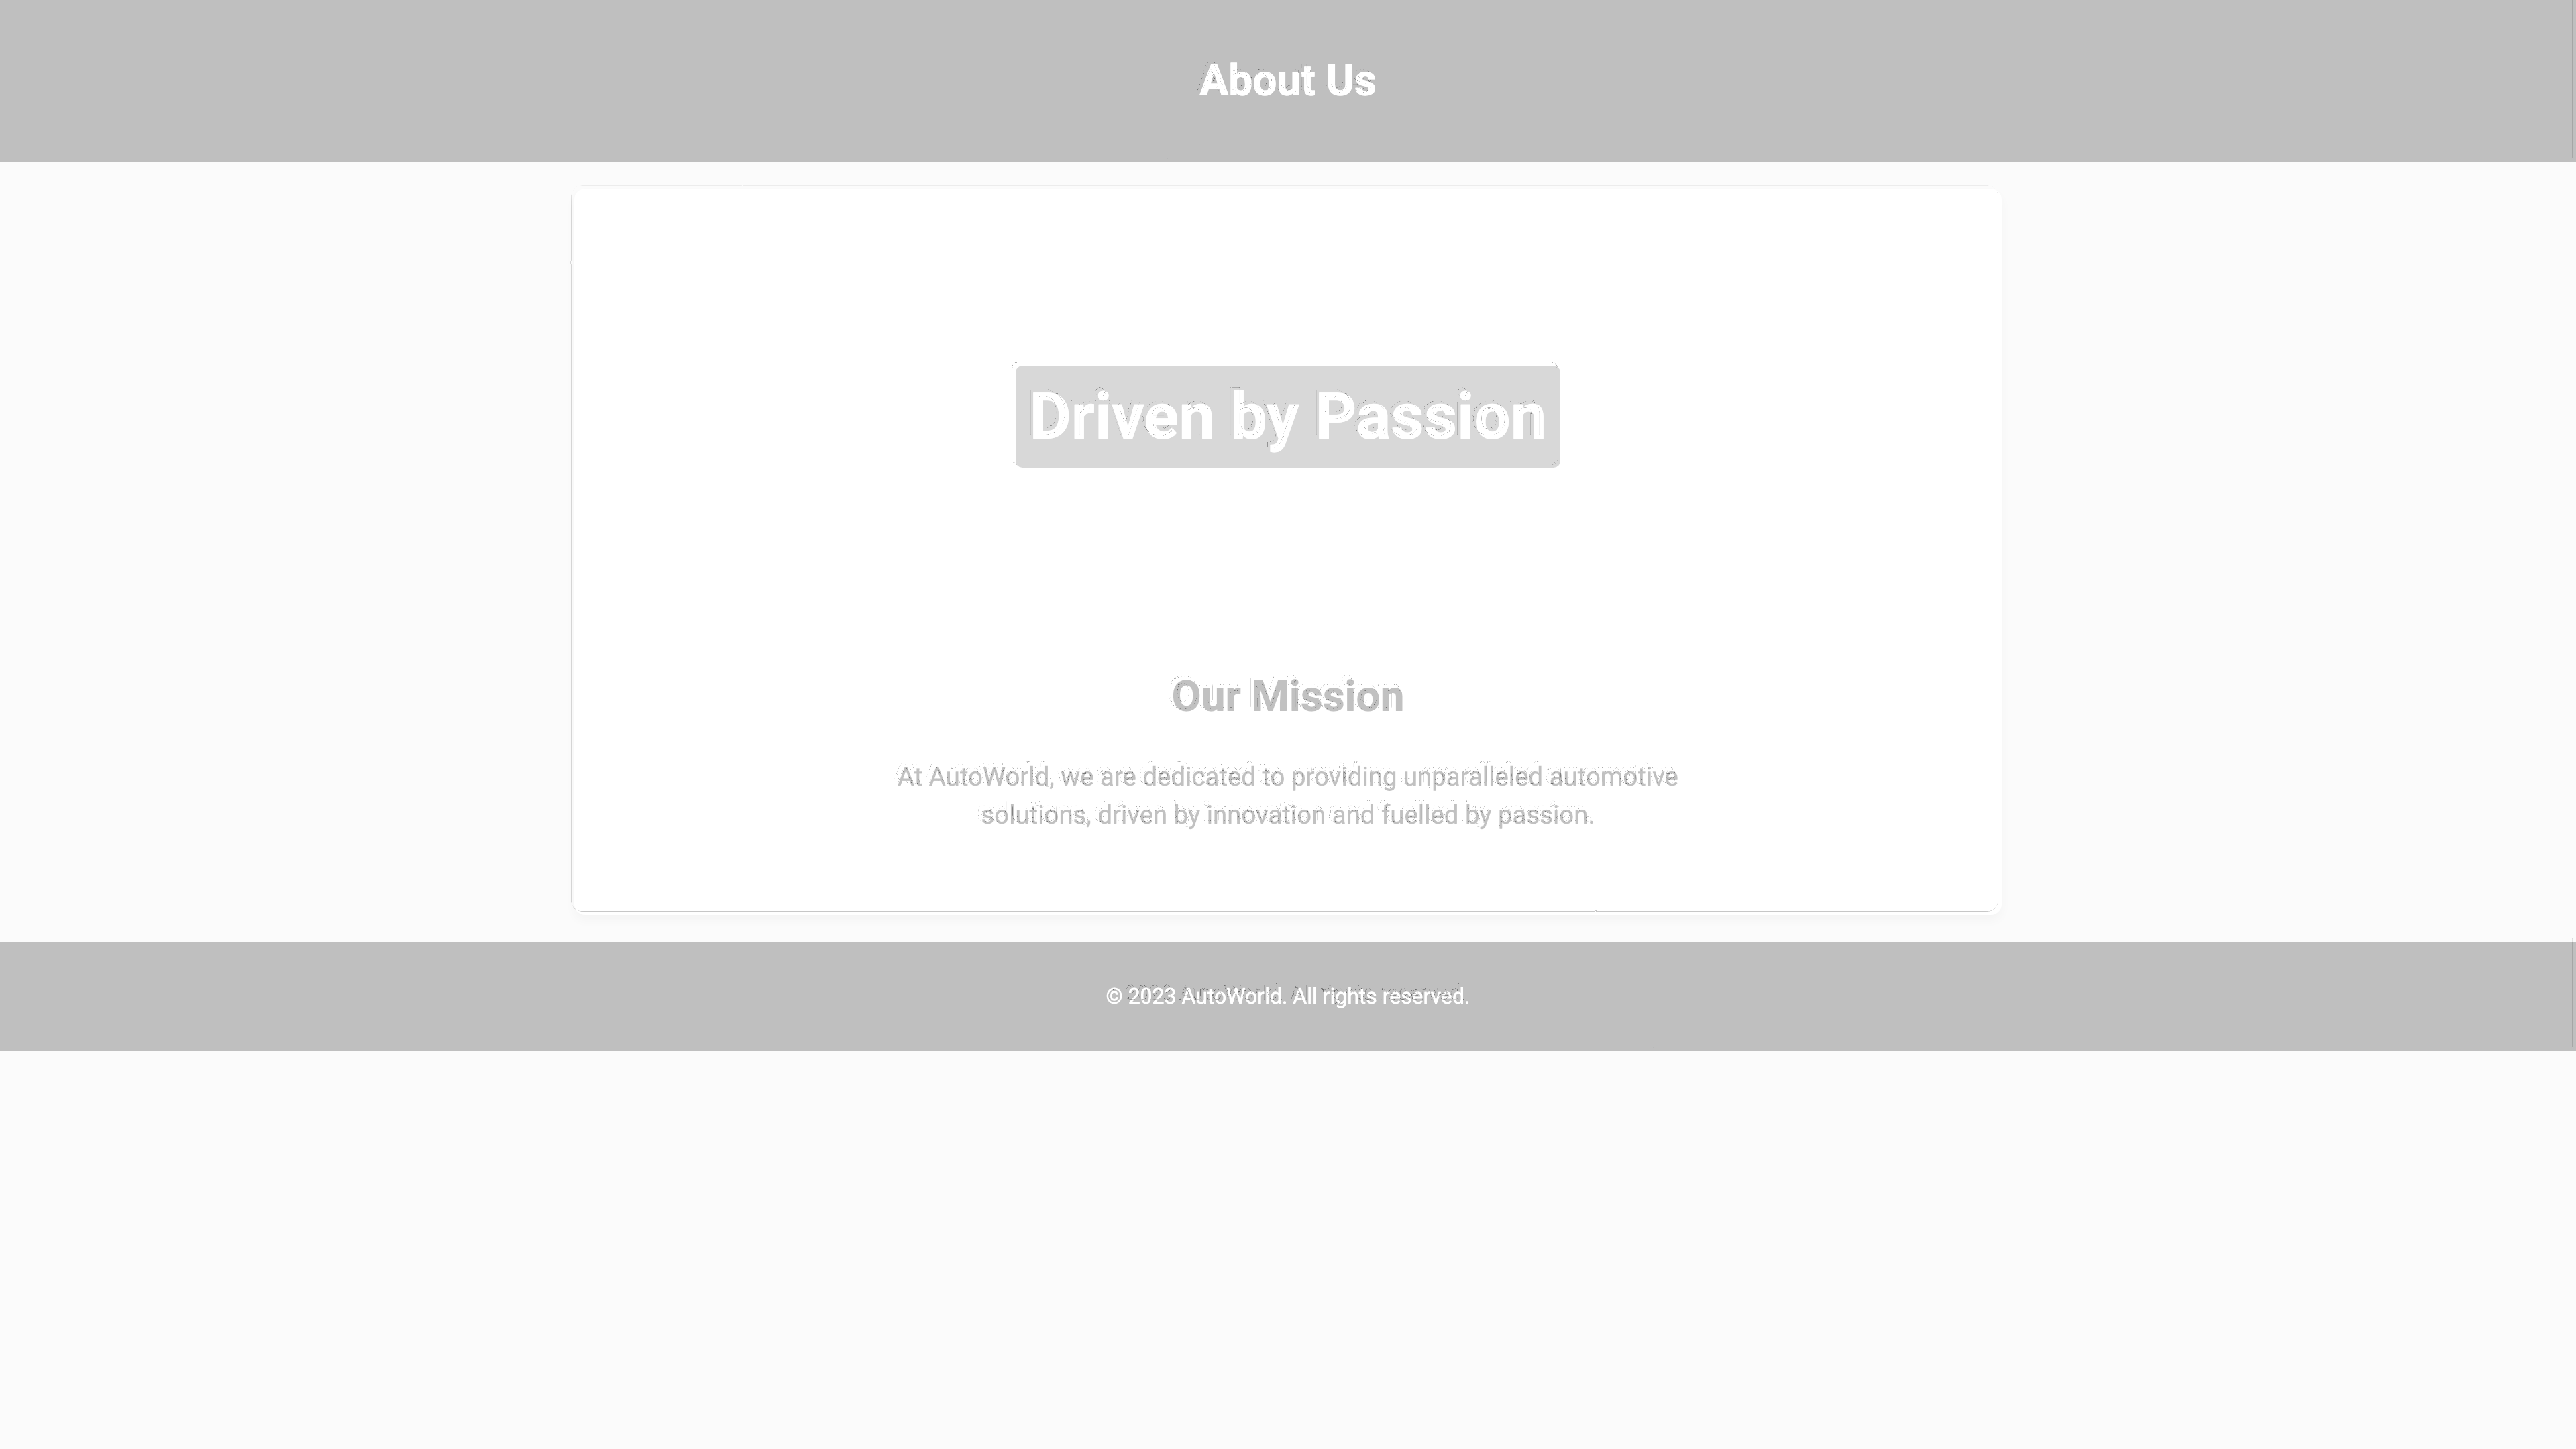 About Us
Driven by Passion
Our Mission
At AutoWorld, we are dedicated to providing unparalleled automotive
solutions, driven by innovation and fuelled by passion.
© 2023 AutoWorld. All rights reserved.